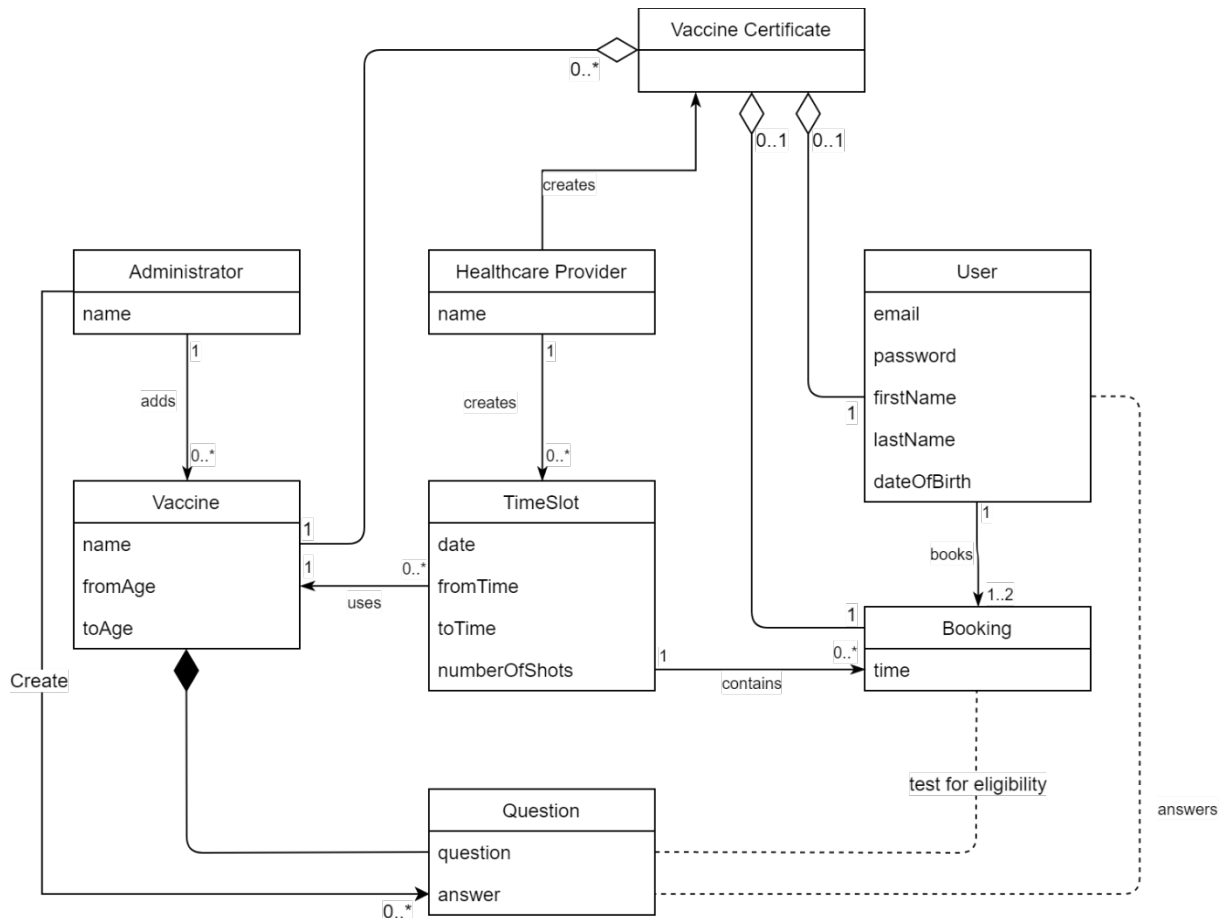 Vaccine Certificate
0..*
0..1
0..1
creates
Administrator
name
Healthcare Provider
name
User
email
password
firstName
lastName
dateOfBirth
1
adds
0..*
1
creates
0..*
1
1
books
1..2
Vaccine
name
fromAge
toAge
1
1
uses
0..*
TimeSlot
date
fromTime
toTime
numberOfShots
1
contains
0..*
1
Booking
time
Create
test for eligibility
answers
Question
question
answer
0..*